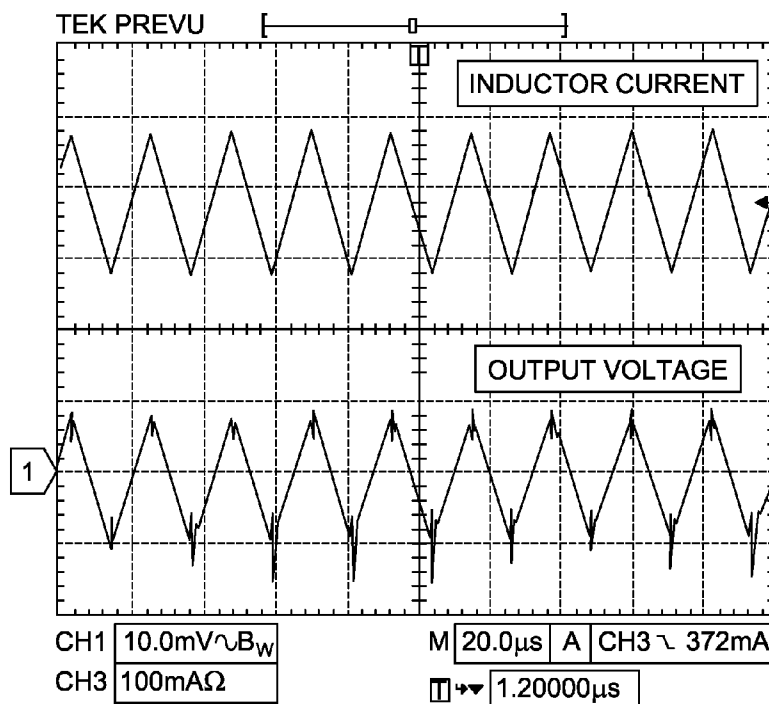 TEK PREVU
T
INDUCTOR CURRENT
OUTPUT VOLTAGE
1
CH1 10.0mV∿BW M 20.0µs A CH3 ㄟ 372mA
CH3 100mAΩ T 1.20000µs